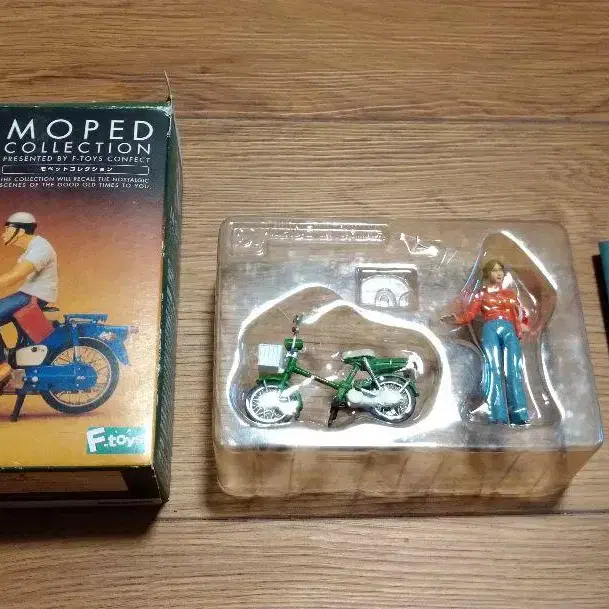 MOPED
COLLECTION
PRESENTED BY F-TOYS CONFECT
モペットコレクション
THE COLLECTION WILL RECALL THE NOSTALGIC
SCENES OF THE GOOD OLD TIMES TO YOU.
F-toys